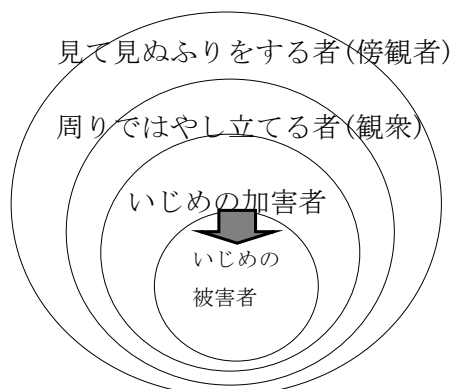 見て見ぬふりをする者(傍観者)
周りではやし立てる者(観衆)
いじめの加害者
いじめの
被害者